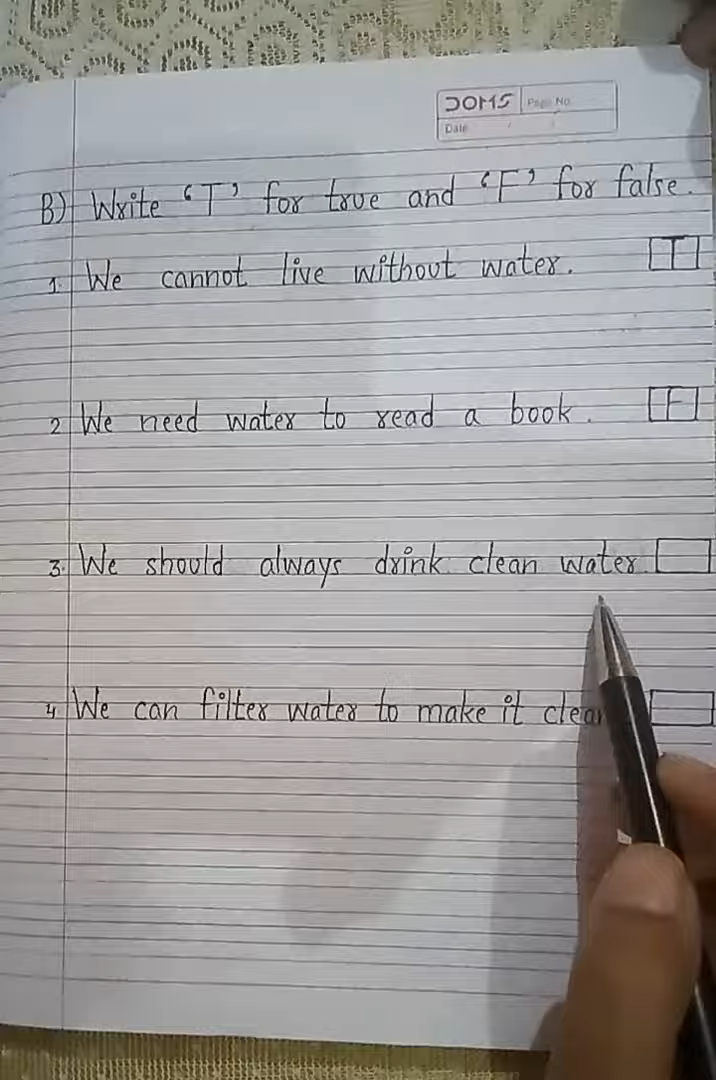 DOMS Page No.
Date / /
B) Write 'T' for true and 'F' for false.
1. We cannot live without water. T
2 We need water to read a book. F
3. We should always drink clean water.
4 We can filter water to make it clean